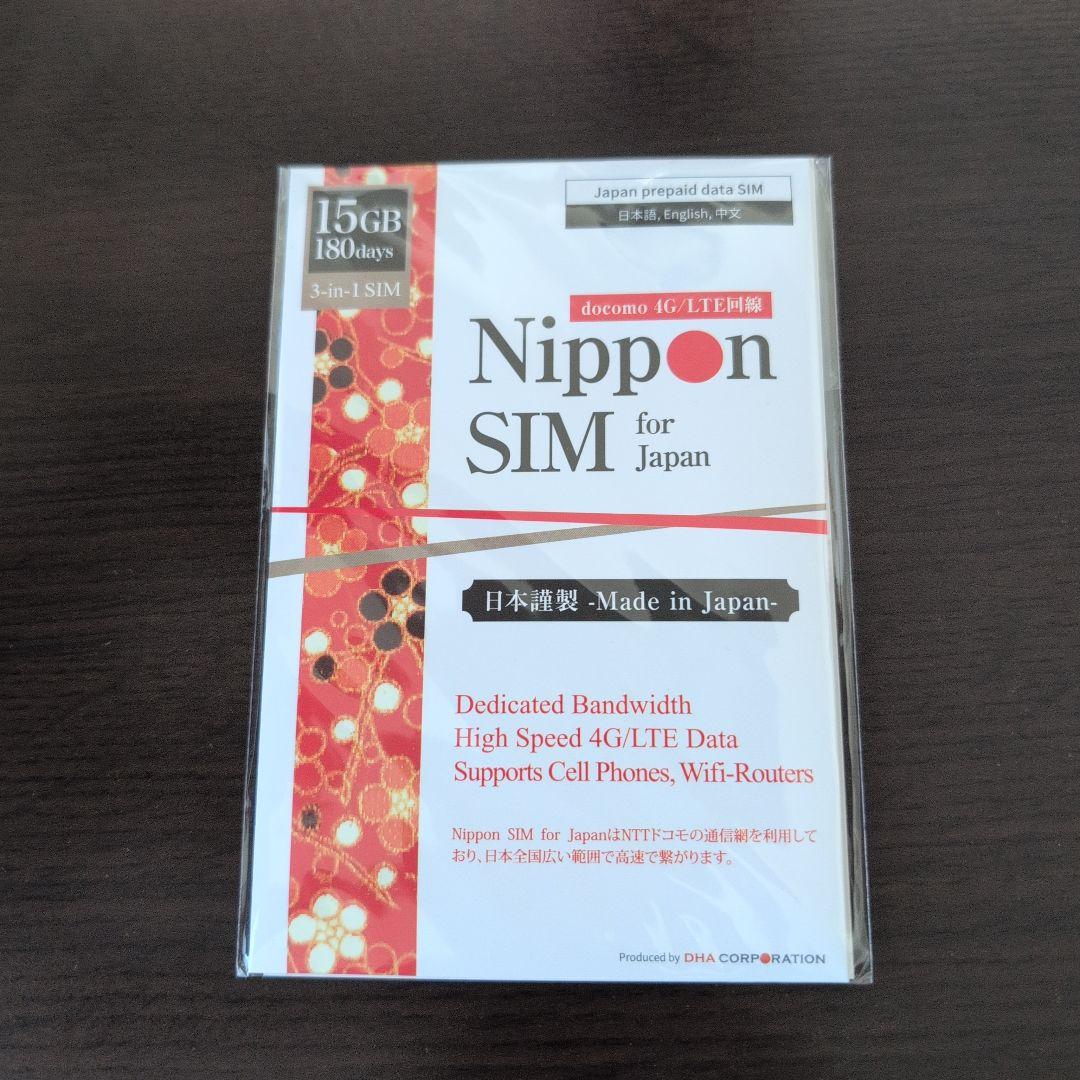 15GB
180days
3-in-1 SIM
Japan prepaid data SIM
日本語, English, 中文
docomo 4G/LTE回線
Nippon
SIM for
Japan
日本謹製 -Made in Japan-
Dedicated Bandwidth
High Speed 4G/LTE Data
Supports Cell Phones, Wifi-Routers
Nippon SIM for JapanはNTTドコモの通信網を利用して
おり、日本全国広い範囲で高速で繋がります。
Produced by DHA CORPORATION